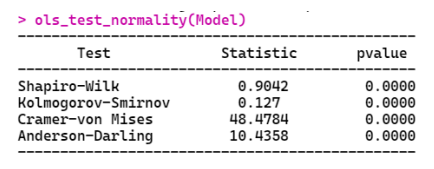 > ols_test_normality(Model)
-----------------------------------------------
Test Statistic pvalue
-----------------------------------------------
Shapiro-Wilk 0.9042 0.0000
Kolmogorov-Smirnov 0.127 0.0000
Cramer-von Mises 48.4784 0.0000
Anderson-Darling 10.4358 0.0000
-----------------------------------------------